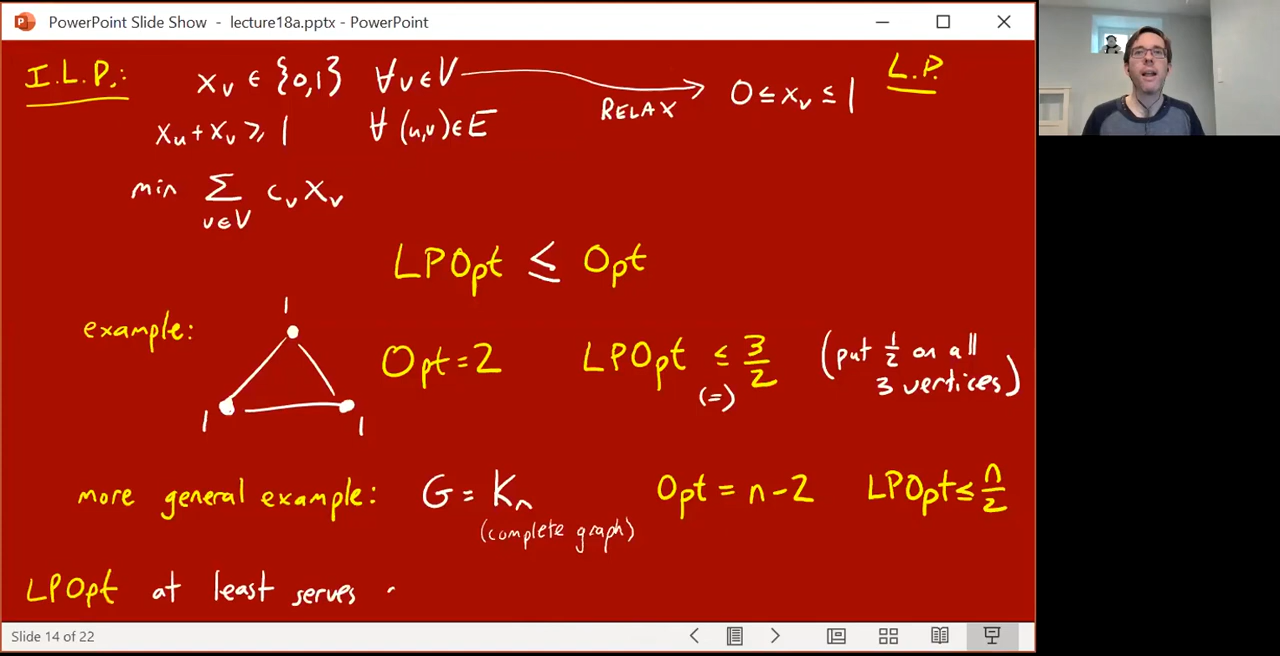 PowerPoint Slide Show - lecture18a.pptx - PowerPoint
I.L.P.: x_v ∈ {0,1} ∀v∈V RELAX 0 ≤ x_v ≤ 1 L.P.
x_u + x_v ≥ 1 ∀ (u,v)∈E
min Σ_{v∈V} c_v x_v
LPOpt ≤ Opt
example: 1 1 1 Opt = 2 LPOpt ≤ 3/2 (put 1/2 on all
(=) 3 vertices)
more general example: G = K_n Opt = n-2 LPOpt ≤ n/2
(complete graph)
LPOpt at least serves
Slide 14 of 22